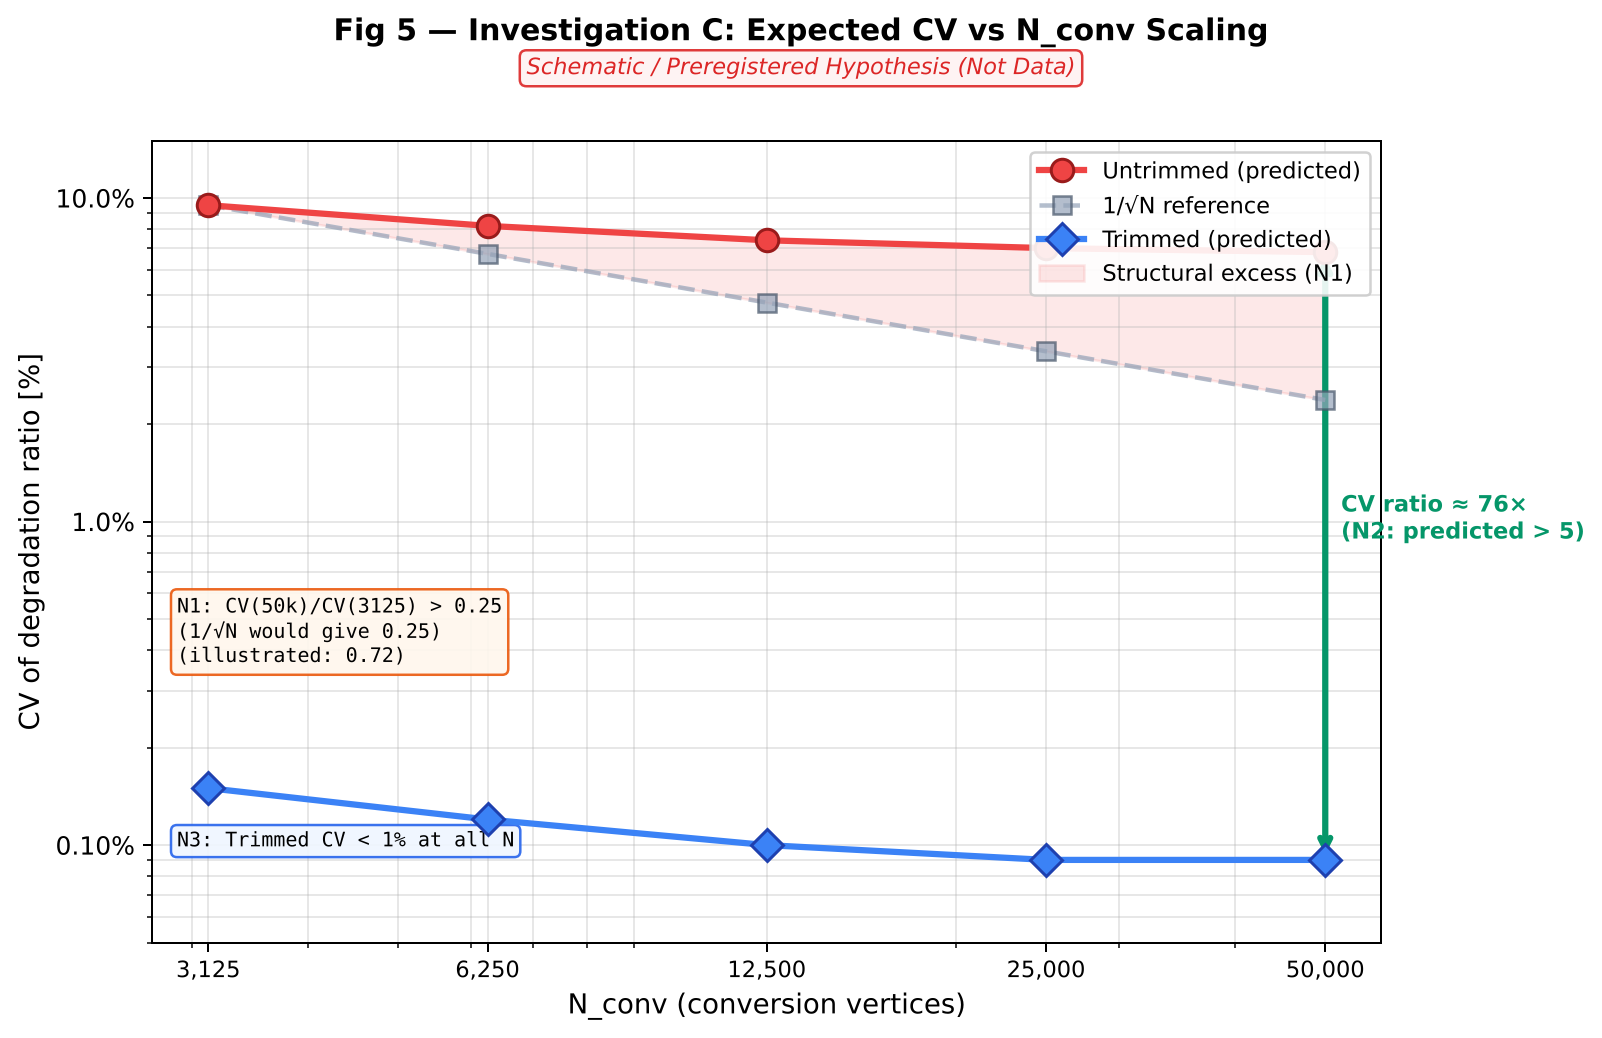 Fig 5 — Investigation C: Expected CV vs N_conv Scaling
Schematic / Preregistered Hypothesis (Not Data)
Untrimmed (predicted)
1/√N reference
Trimmed (predicted)
Structural excess (N1)
CV of degradation ratio [%]
10.0%
1.0%
0.10%
CV ratio ≈ 76×
(N2: predicted > 5)
N1: CV(50k)/CV(3125) > 0.25
(1/√N would give 0.25)
(illustrated: 0.72)
N3: Trimmed CV < 1% at all N
3,125
6,250
12,500
25,000
50,000
N_conv (conversion vertices)